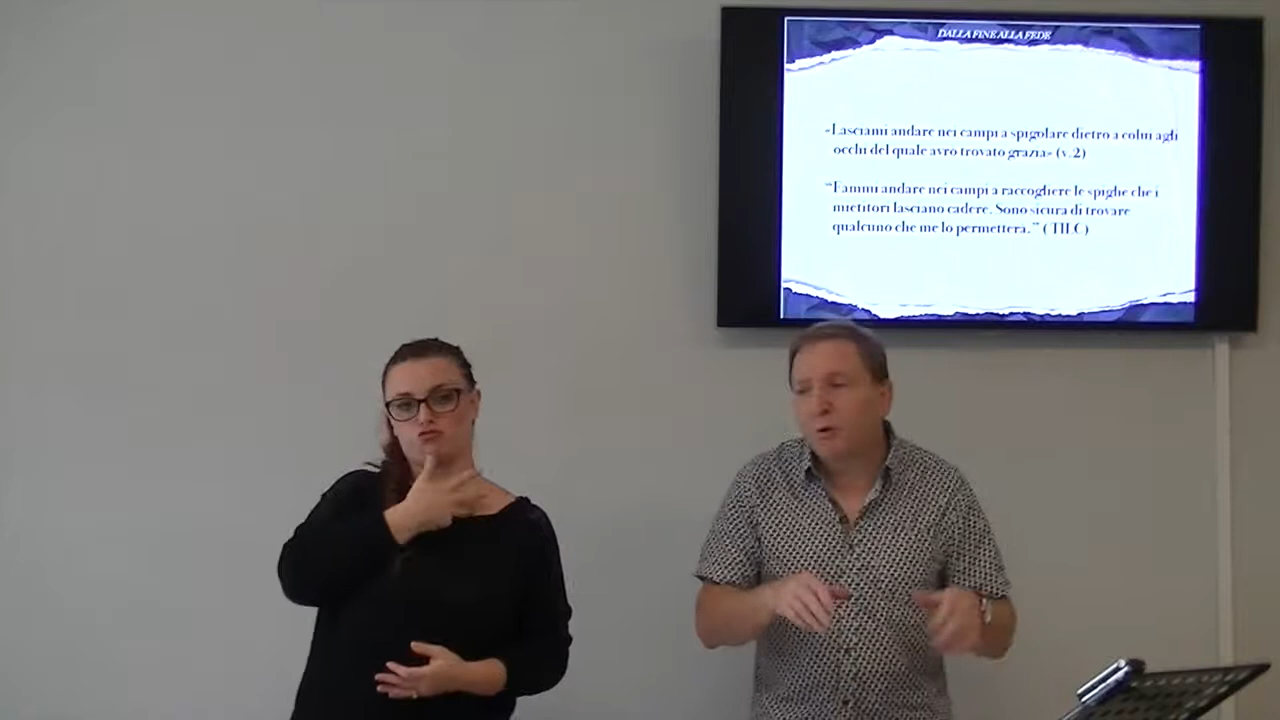 DALLA FINE ALLA FEDE
«Lasciami andare nei campi a spigolare dietro a colui agli
occhi del quale avrò trovato grazia» (v.2)
“Fammi andare nei campi a raccogliere le spighe che i
mietitori lasciano cadere. Sono sicura di trovare
qualcuno che me lo permetterà.” (TILC)